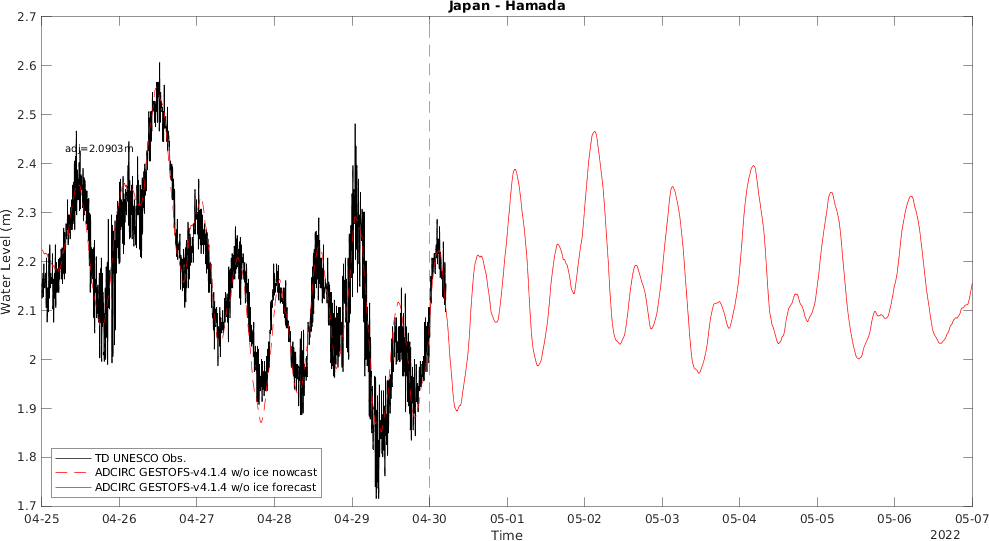 Japan - Hamada
2.7
2.6
2.5
2.4
2.3
2.2
2.1
2
1.9
1.8
1.7
Water Level (m)
adj=2.0903m
TD UNESCO Obs.
ADCIRC GESTOFS-v4.1.4 w/o ice nowcast
ADCIRC GESTOFS-v4.1.4 w/o ice forecast
04-25 04-26 04-27 04-28 04-29 04-30 05-01 05-02 05-03 05-04 05-05 05-06 05-07
Time
2022